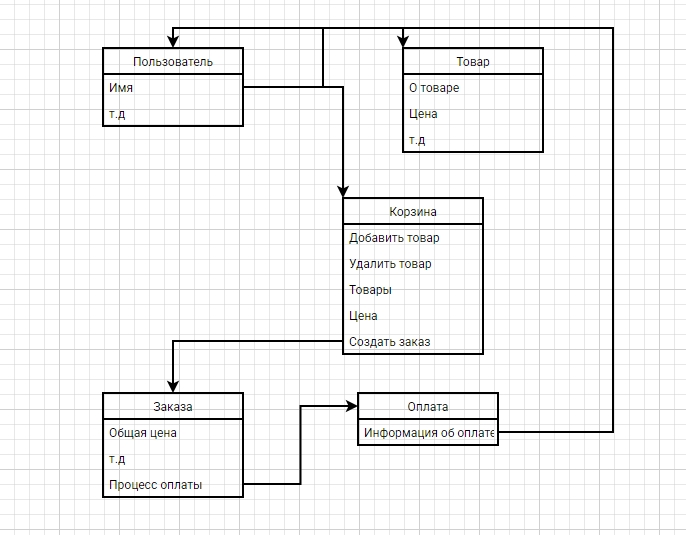 Пользователь
Имя
т.д
Товар
О товаре
Цена
т.д
Корзина
Добавить товар
Удалить товар
Товары
Цена
Создать заказ
Заказа
Общая цена
т.д
Процесс оплаты
Оплата
Информация об оплате